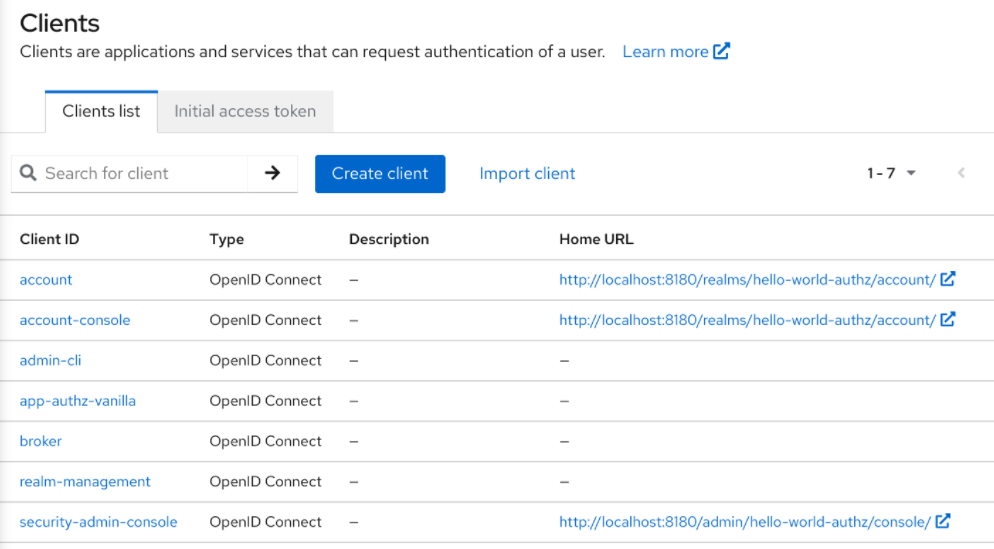 Clients
Clients are applications and services that can request authentication of a user. Learn more
Clients list Initial access token
Search for client Create client Import client 1 - 7
Client ID Type Description Home URL
account OpenID Connect – http://localhost:8180/realms/hello-world-authz/account/
account-console OpenID Connect – http://localhost:8180/realms/hello-world-authz/account/
admin-cli OpenID Connect – –
app-authz-vanilla OpenID Connect – –
broker OpenID Connect – –
realm-management OpenID Connect – –
security-admin-console OpenID Connect – http://localhost:8180/admin/hello-world-authz/console/